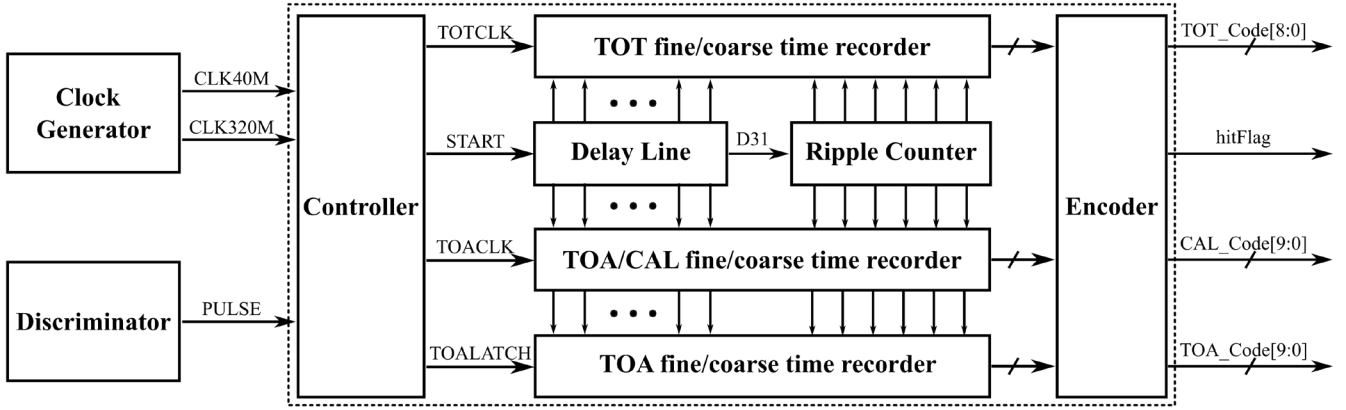 Clock
Generator
CLK40M
CLK320M
Discriminator
PULSE
Controller
TOTCLK
START
TOACLK
TOALATCH
TOT fine/coarse time recorder
Delay Line
D31
Ripple Counter
TOA/CAL fine/coarse time recorder
TOA fine/coarse time recorder
Encoder
TOT_Code[8:0]
hitFlag
CAL_Code[9:0]
TOA_Code[9:0]